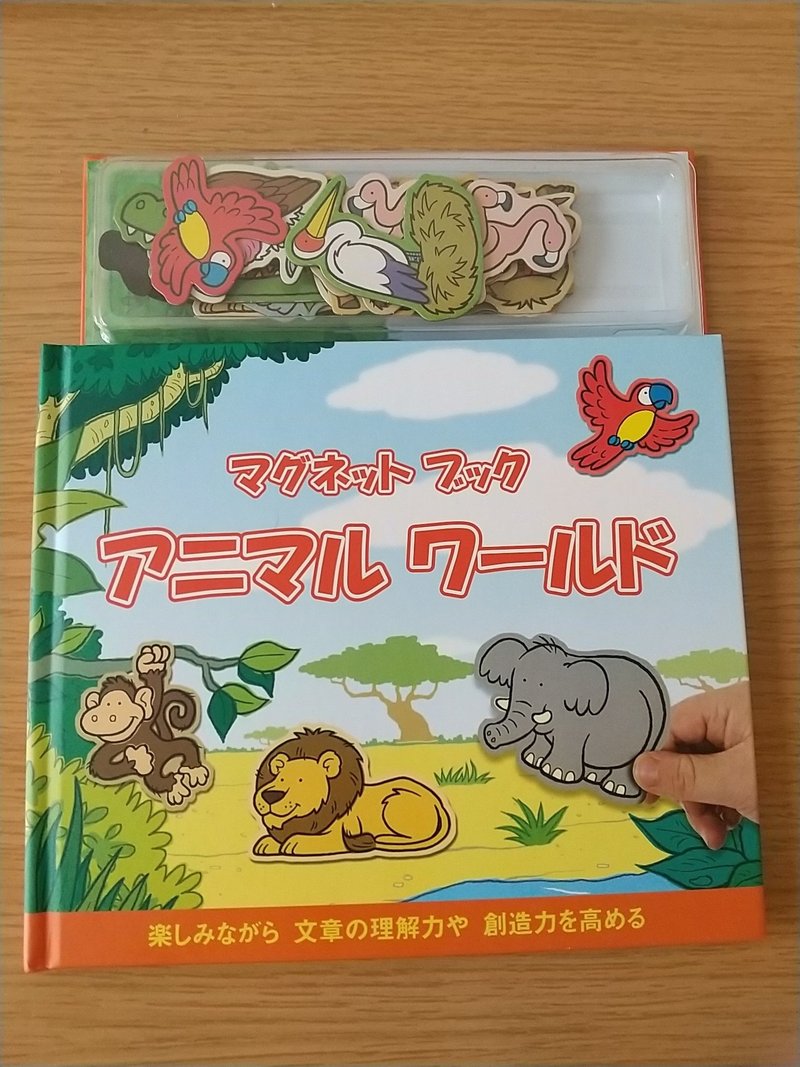 マグネット ブック
アニマル ワールド
楽しみながら 文章の理解力や 創造力を高める